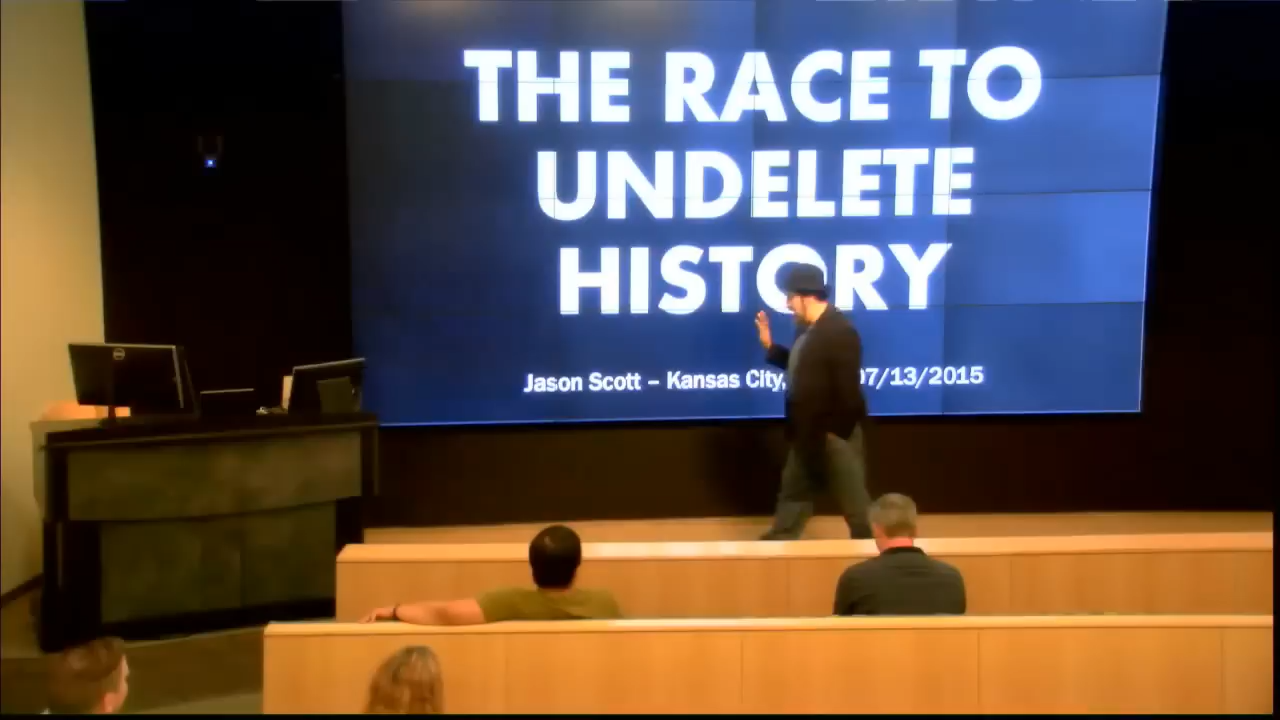 THE RACE TO
UNDELETE
HISTORY
Jason Scott – Kansas City, 07/13/2015